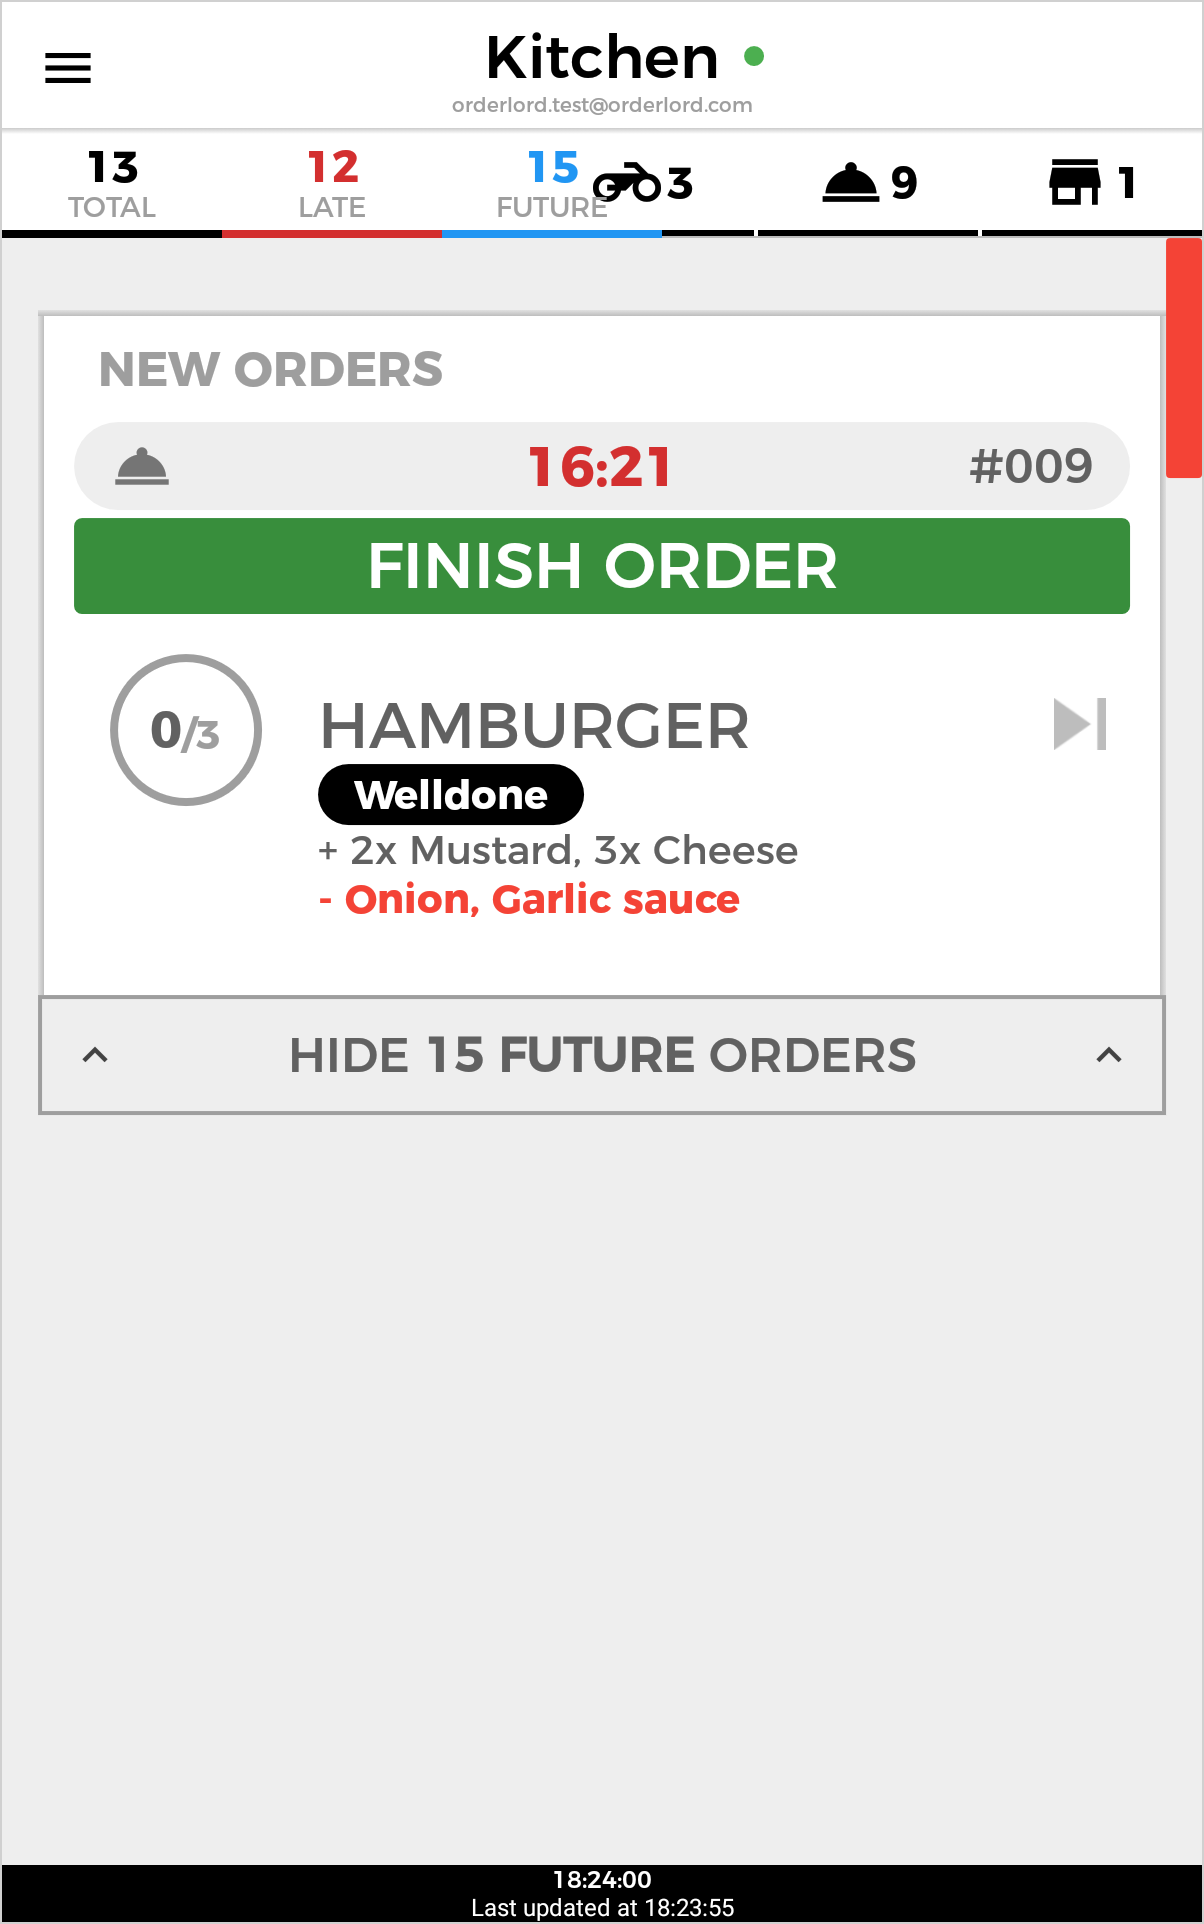 Kitchen
orderlord.test@orderlord.com
13 12 15 3 9 1
TOTAL LATE FUTURE
NEW ORDERS
16:21 #009
FINISH ORDER
0/3 HAMBURGER
Welldone
+ 2x Mustard, 3x Cheese
- Onion, Garlic sauce
HIDE 15 FUTURE ORDERS
18:24:00
Last updated at 18:23:55